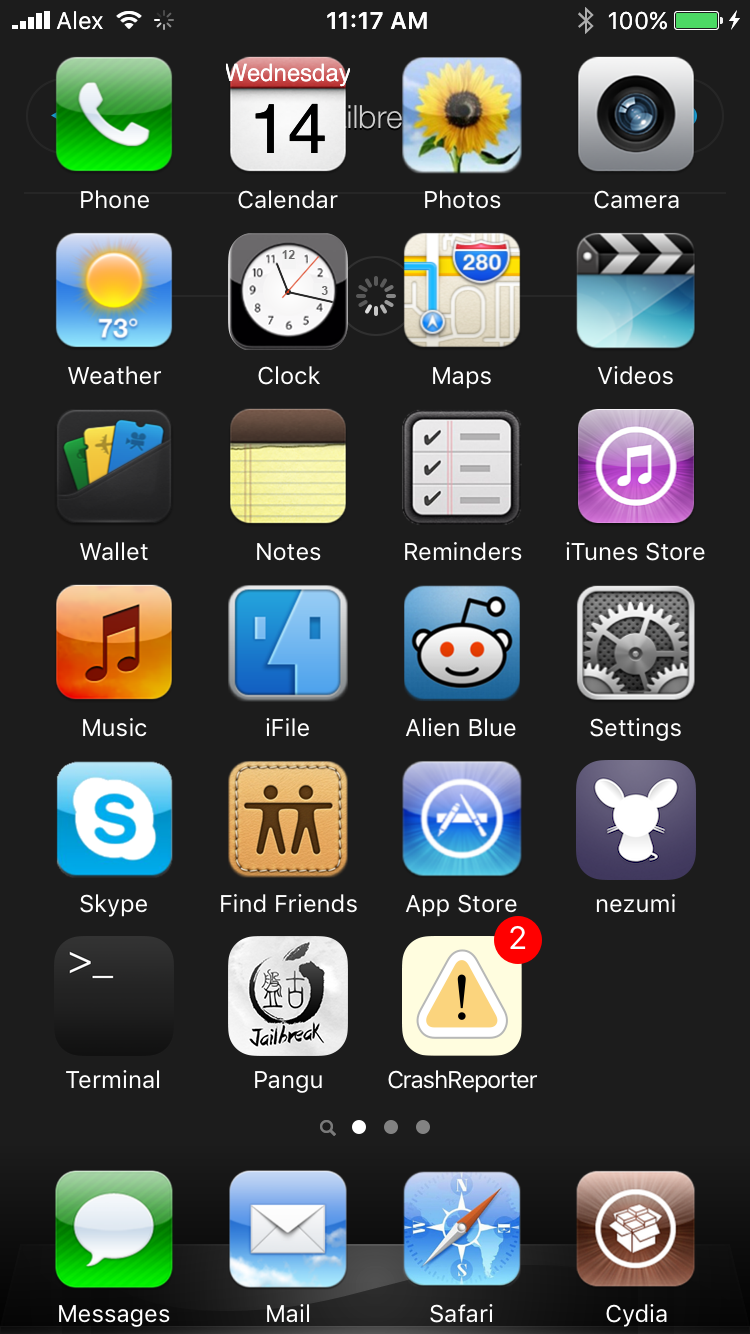 Alex 11:17 AM 100%
Wednesday
14
ilbre
Phone Calendar Photos Camera
73°
12
1
2
3
4
5
6
7
8
9
10
11
280
Weather Clock Maps Videos
Wallet Notes Reminders iTunes Store
Music iFile Alien Blue Settings
S
Skype Find Friends App Store nezumi
2
>_
盤古
Jailbreak
!
Terminal Pangu CrashReporter
N
W E
S
Messages Mail Safari Cydia